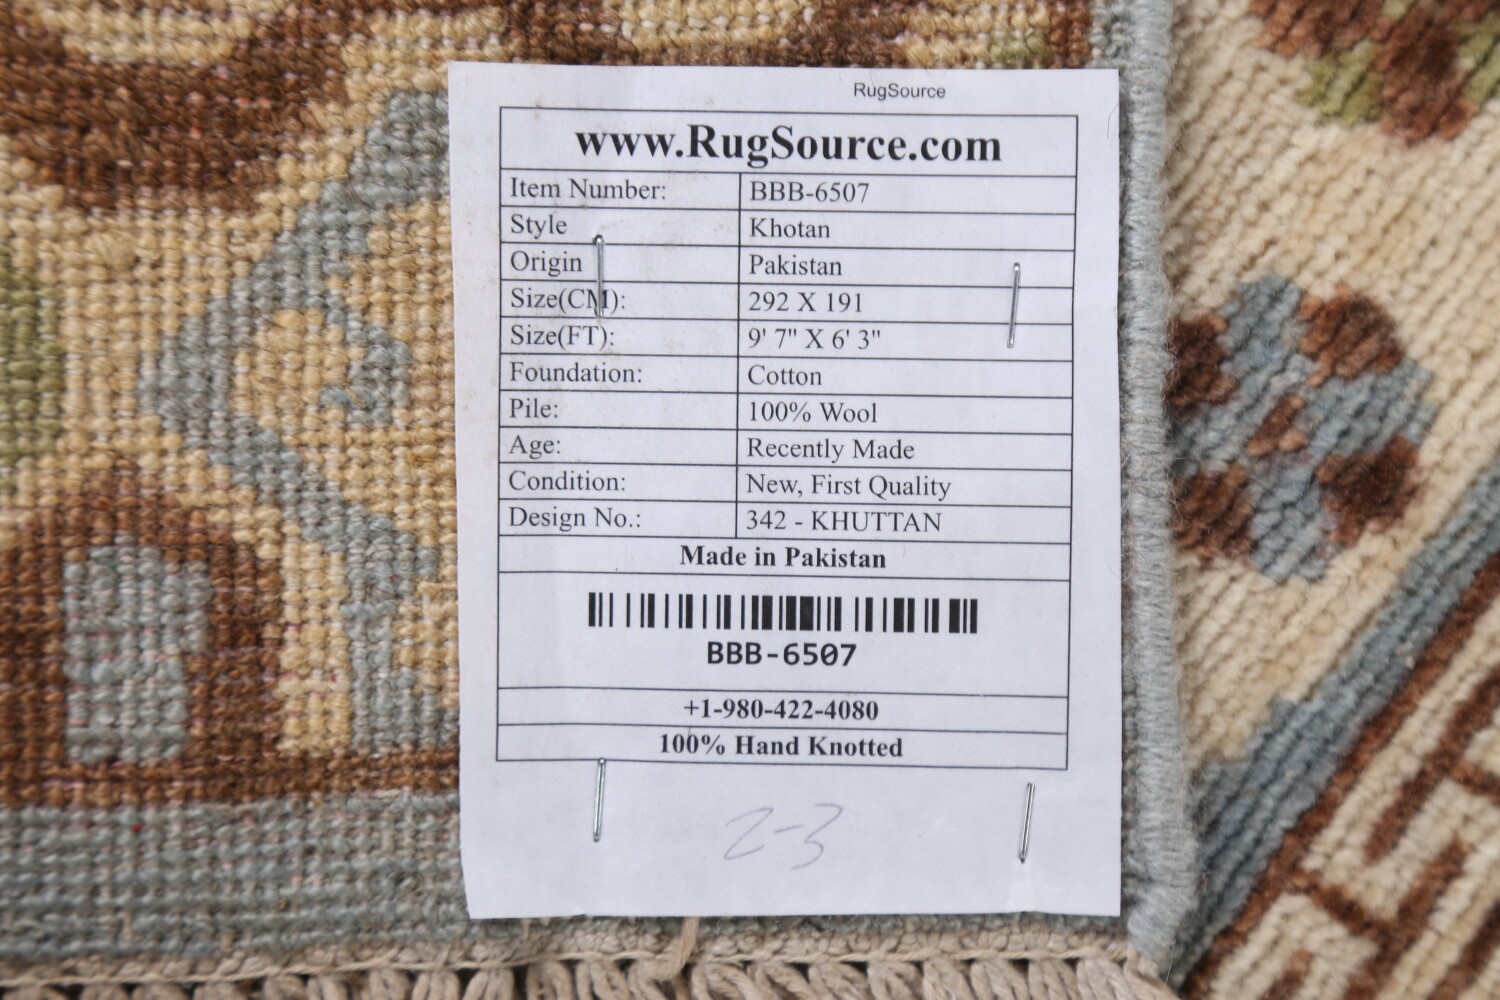 RugSource
www.RugSource.com
Item Number: BBB-6507
Style Khotan
Origin Pakistan
Size(CM): 292 X 191
Size(FT): 9' 7" X 6' 3"
Foundation: Cotton
Pile: 100% Wool
Age: Recently Made
Condition: New, First Quality
Design No.: 342 - KHUTTAN
Made in Pakistan
BBB-6507
+1-980-422-4080
100% Hand Knotted
2-3